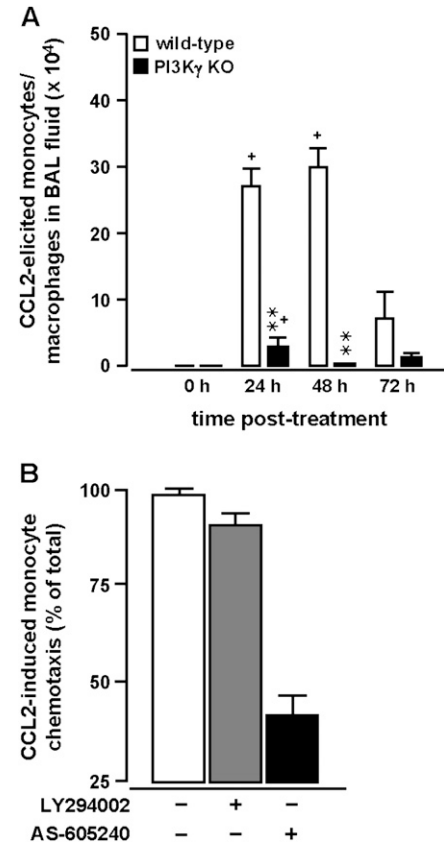 A
CCL2-elicited monocytes/
macrophages in BAL fluid (x 10⁴)
50
40
30
20
10
0
wild-type
PI3Kγ KO
+
+
**
+
**
0 h 24 h 48 h 72 h
time post-treatment
B
CCL2-induced monocyte
chemotaxis (% of total)
100
75
50
25
LY294002 – + –
AS-605240 – – +